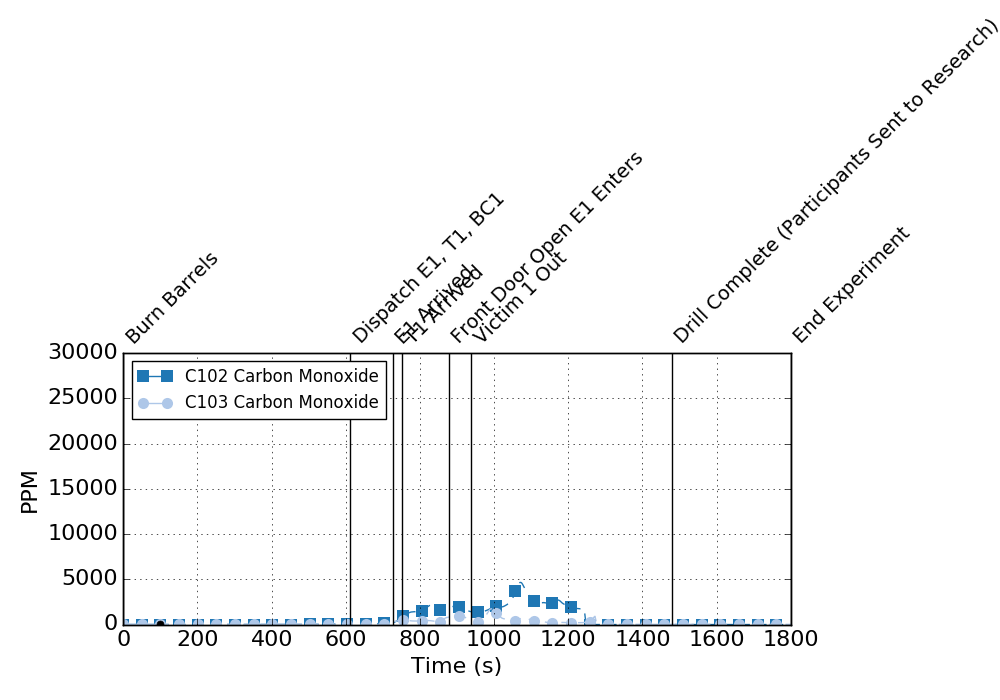 Burn Barrels
Dispatch E1, T1, BC1
E1 Arrived
T1 Arrived
Front Door Open E1 Enters
Victim 1 Out
Drill Complete (Participants Sent to Research)
End Experiment
30000
25000
20000
15000
10000
5000
0
PPM
C102 Carbon Monoxide
C103 Carbon Monoxide
0 200 400 600 800 1000 1200 1400 1600 1800
Time (s)